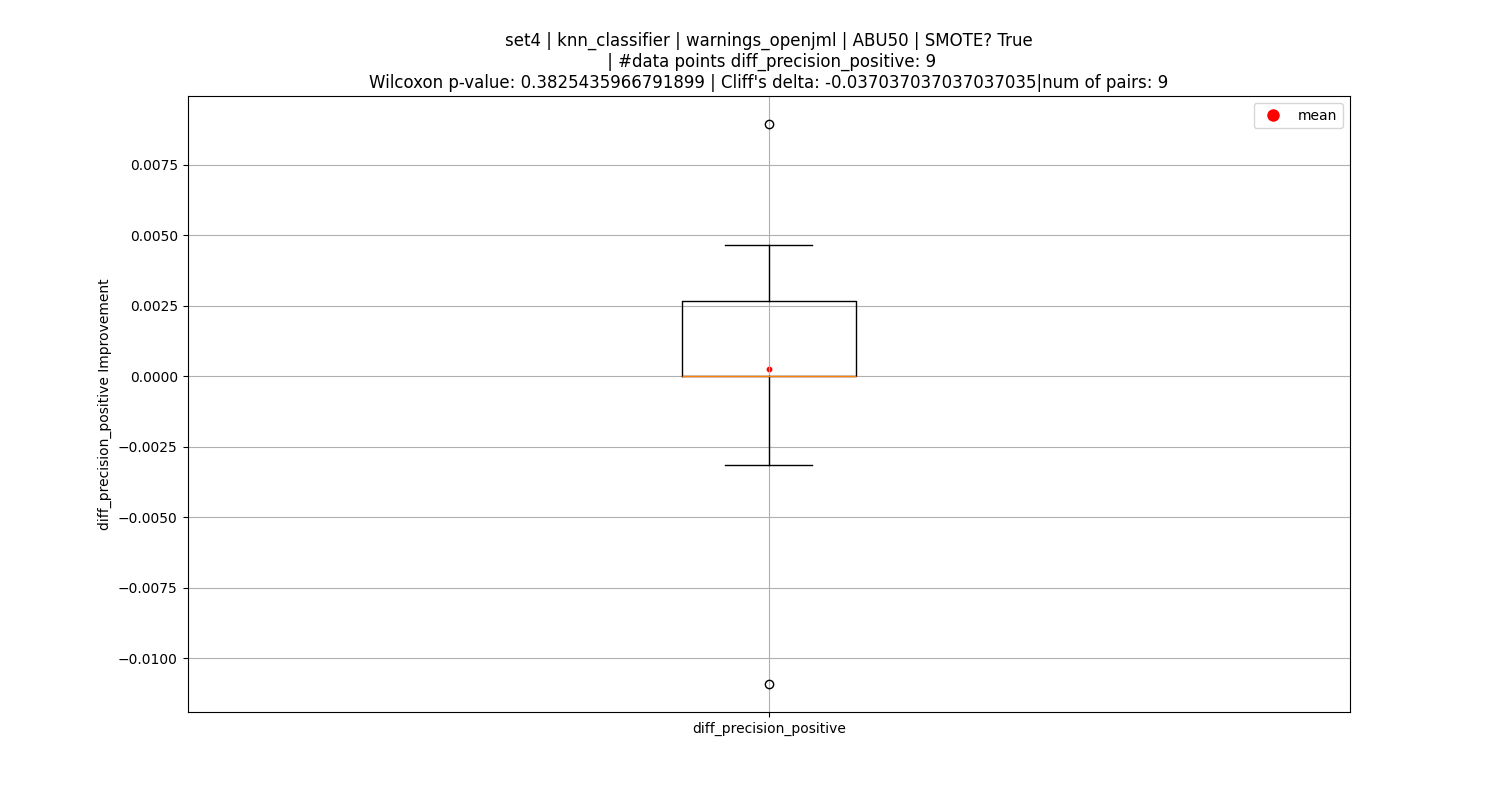 set4 | knn_classifier | warnings_openjml | ABU50 | SMOTE? True
| #data points diff_precision_positive: 9
Wilcoxon p-value: 0.3825435966791899 | Cliff's delta: -0.037037037037037035|num of pairs: 9
mean
0.0075
0.0050
0.0025
0.0000
−0.0025
−0.0050
−0.0075
−0.0100
diff_precision_positive Improvement
diff_precision_positive